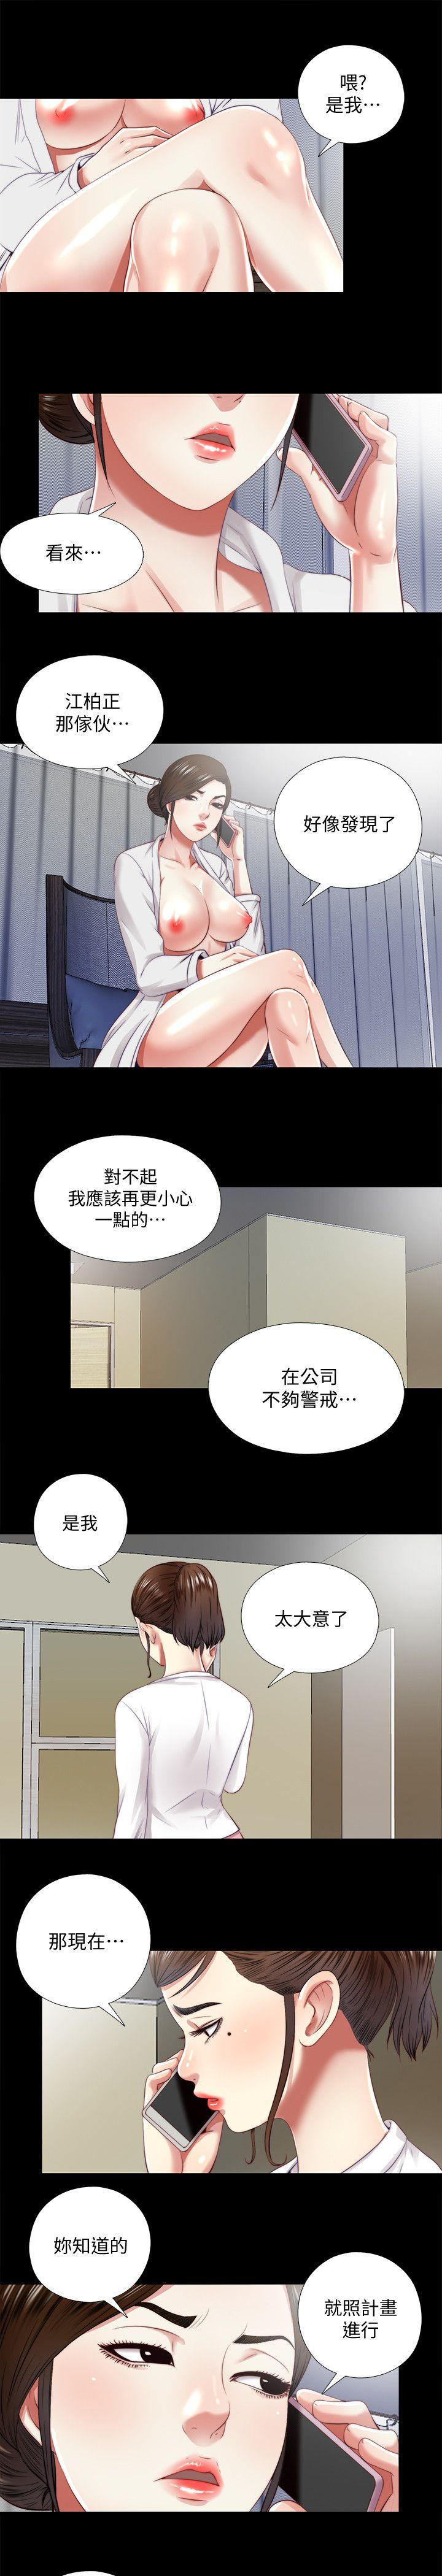 喂?
是我⋯
看來⋯
江柏正
那傢伙⋯
好像發現了
對不起
我應該再更小心
一點的⋯
在公司
不夠警戒⋯
是我
太大意了
那現在⋯
妳知道的
就照計畫
進行